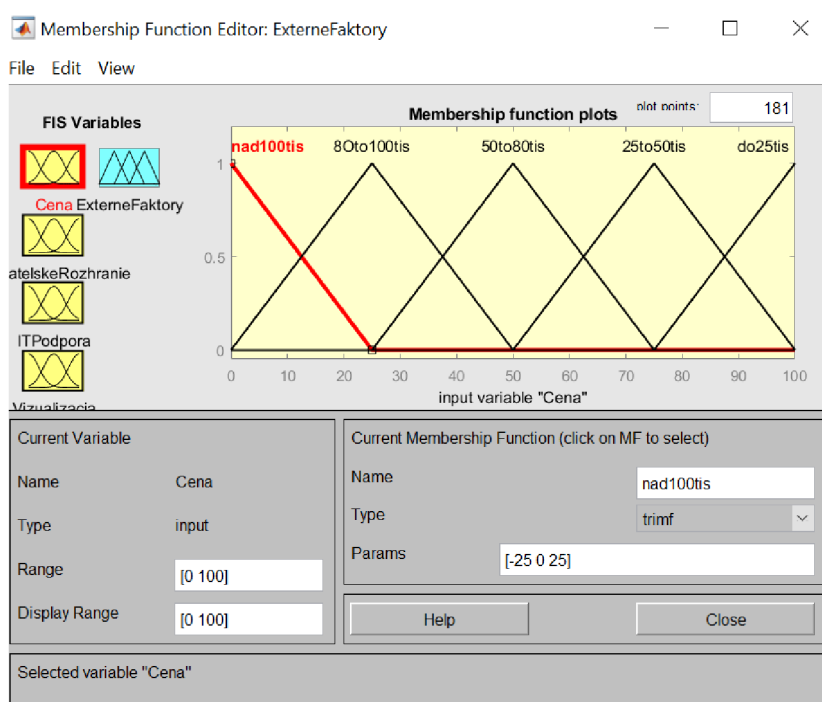 Membership Function Editor: ExterneFaktory
File Edit View
FIS Variables
Membership function plots
plot points:
181
nad100tis 8Oto100tis 50to80tis 25to50tis do25tis
1
0.5
0
0 10 20 30 40 50 60 70 80 90 100
input variable "Cena"
Cena ExterneFaktory
atelskeRozhranie
ITPodpora
Vizualizacia
Current Variable
Name Cena
Type input
Range [0 100]
Display Range [0 100]
Current Membership Function (click on MF to select)
Name nad100tis
Type trimf
Params [-25 0 25]
Help Close
Selected variable "Cena"